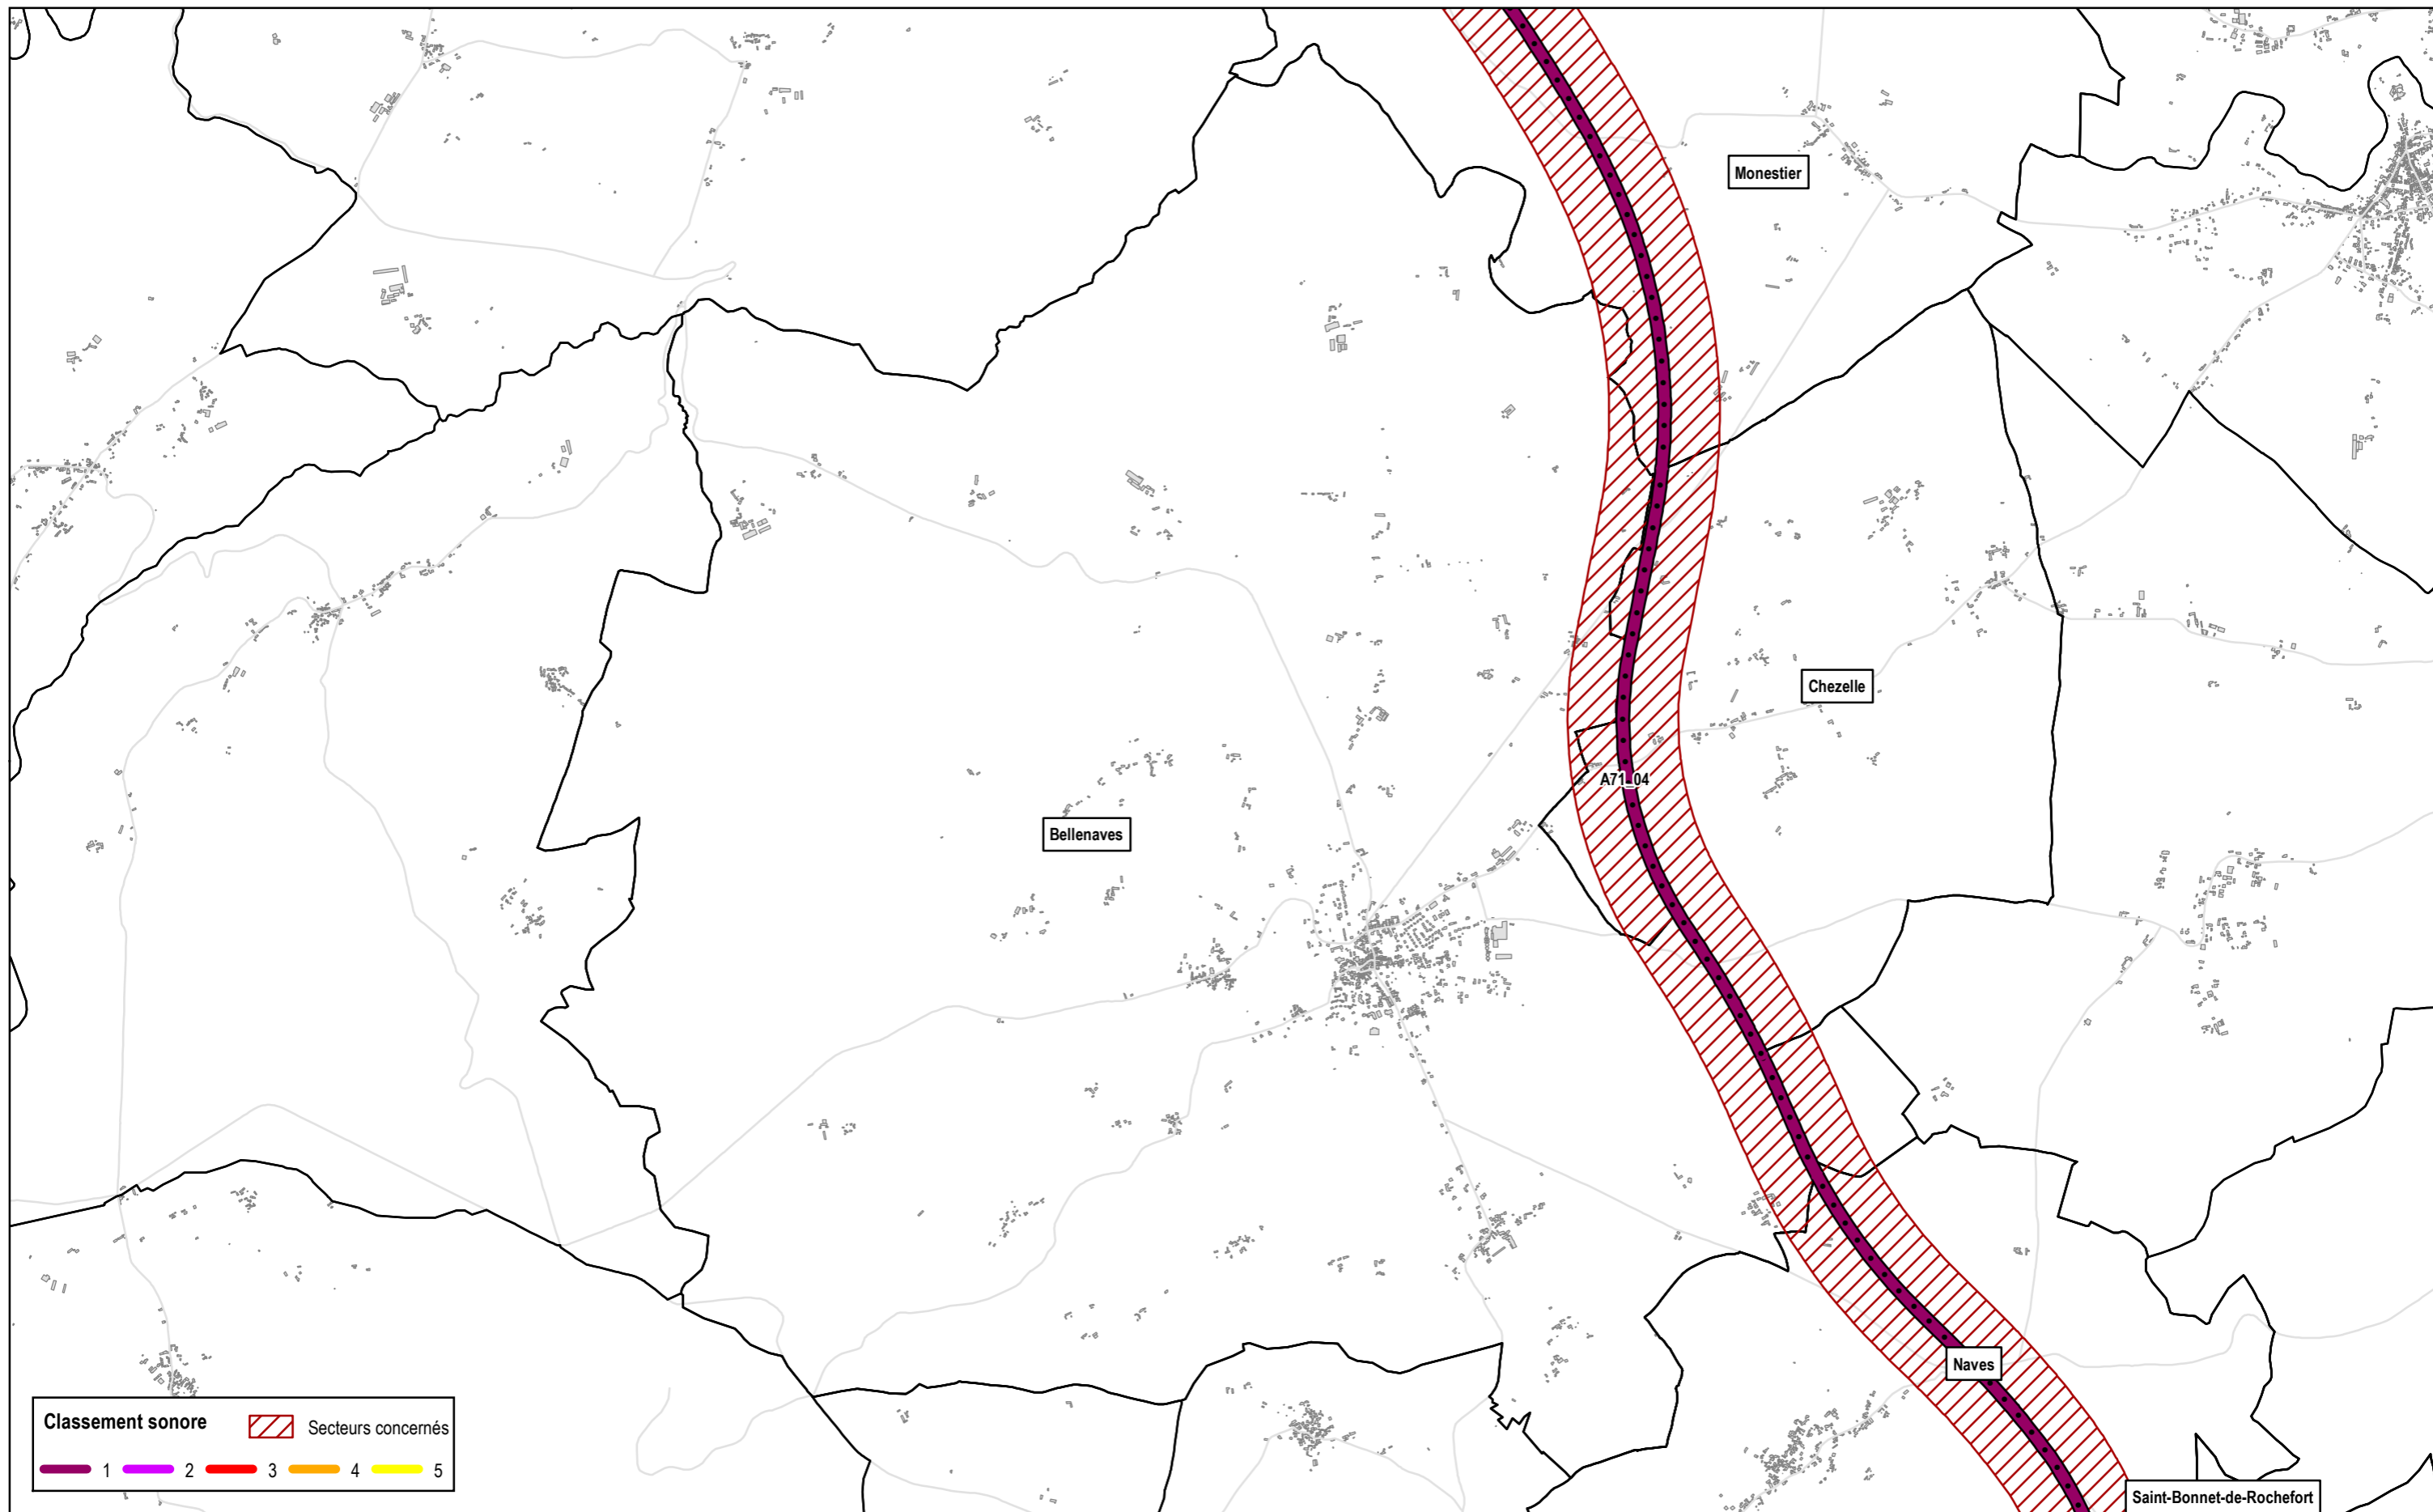 Monestier
Chezelle
A71_04
Bellenaves
Naves
Classement sonore
Secteurs concernés
1 2 3 4 5
Saint-Bonnet-de-Rochefort